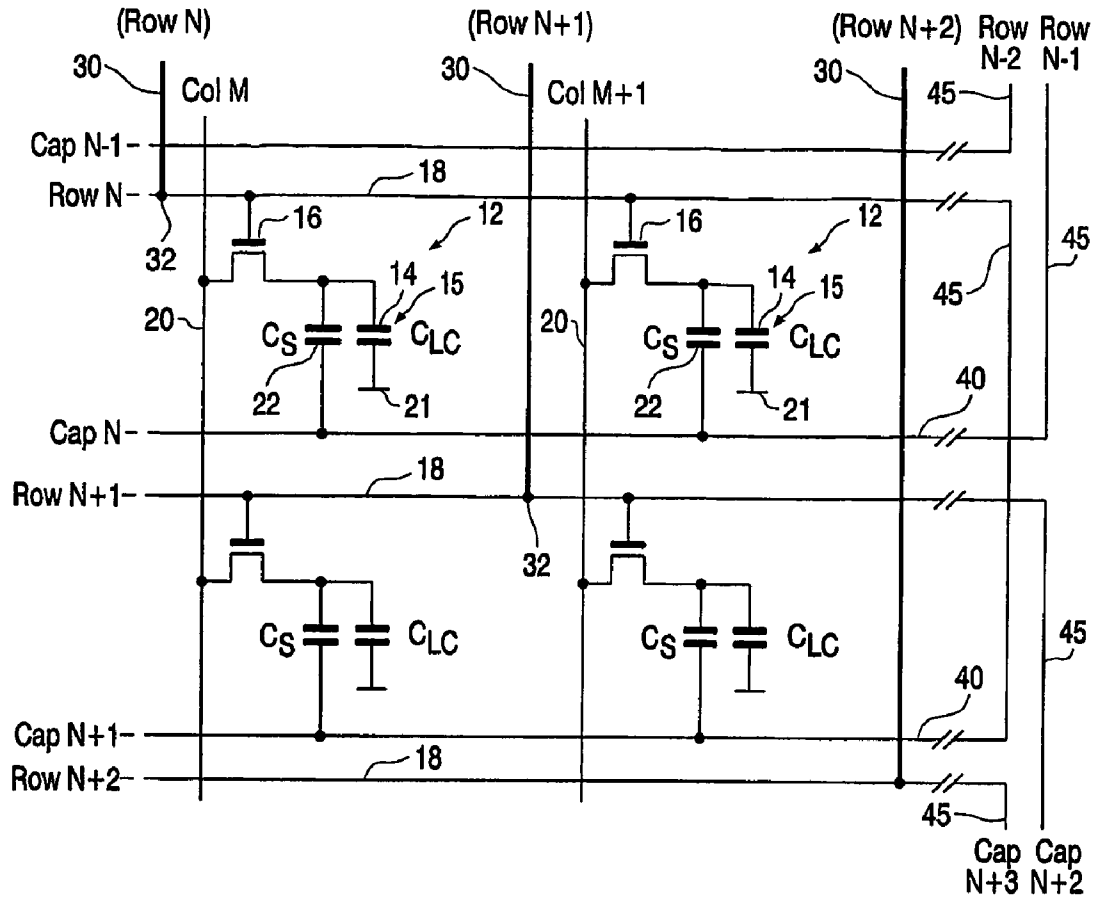 (Row N) (Row N+1) (Row N+2) Row Row
N-2 N-1
30 Col M 30 Col M+1 30 45
Cap N-1
Row N 18
16 12 16 12
32 45 45
14 15 14 15
20 CS CLC 20 CS CLC
22 21 22 21 40
Cap N
Row N+1 18
32
CS CLC CS CLC 45
40
Cap N+1
Row N+2 18
45
Cap Cap
N+3 N+2